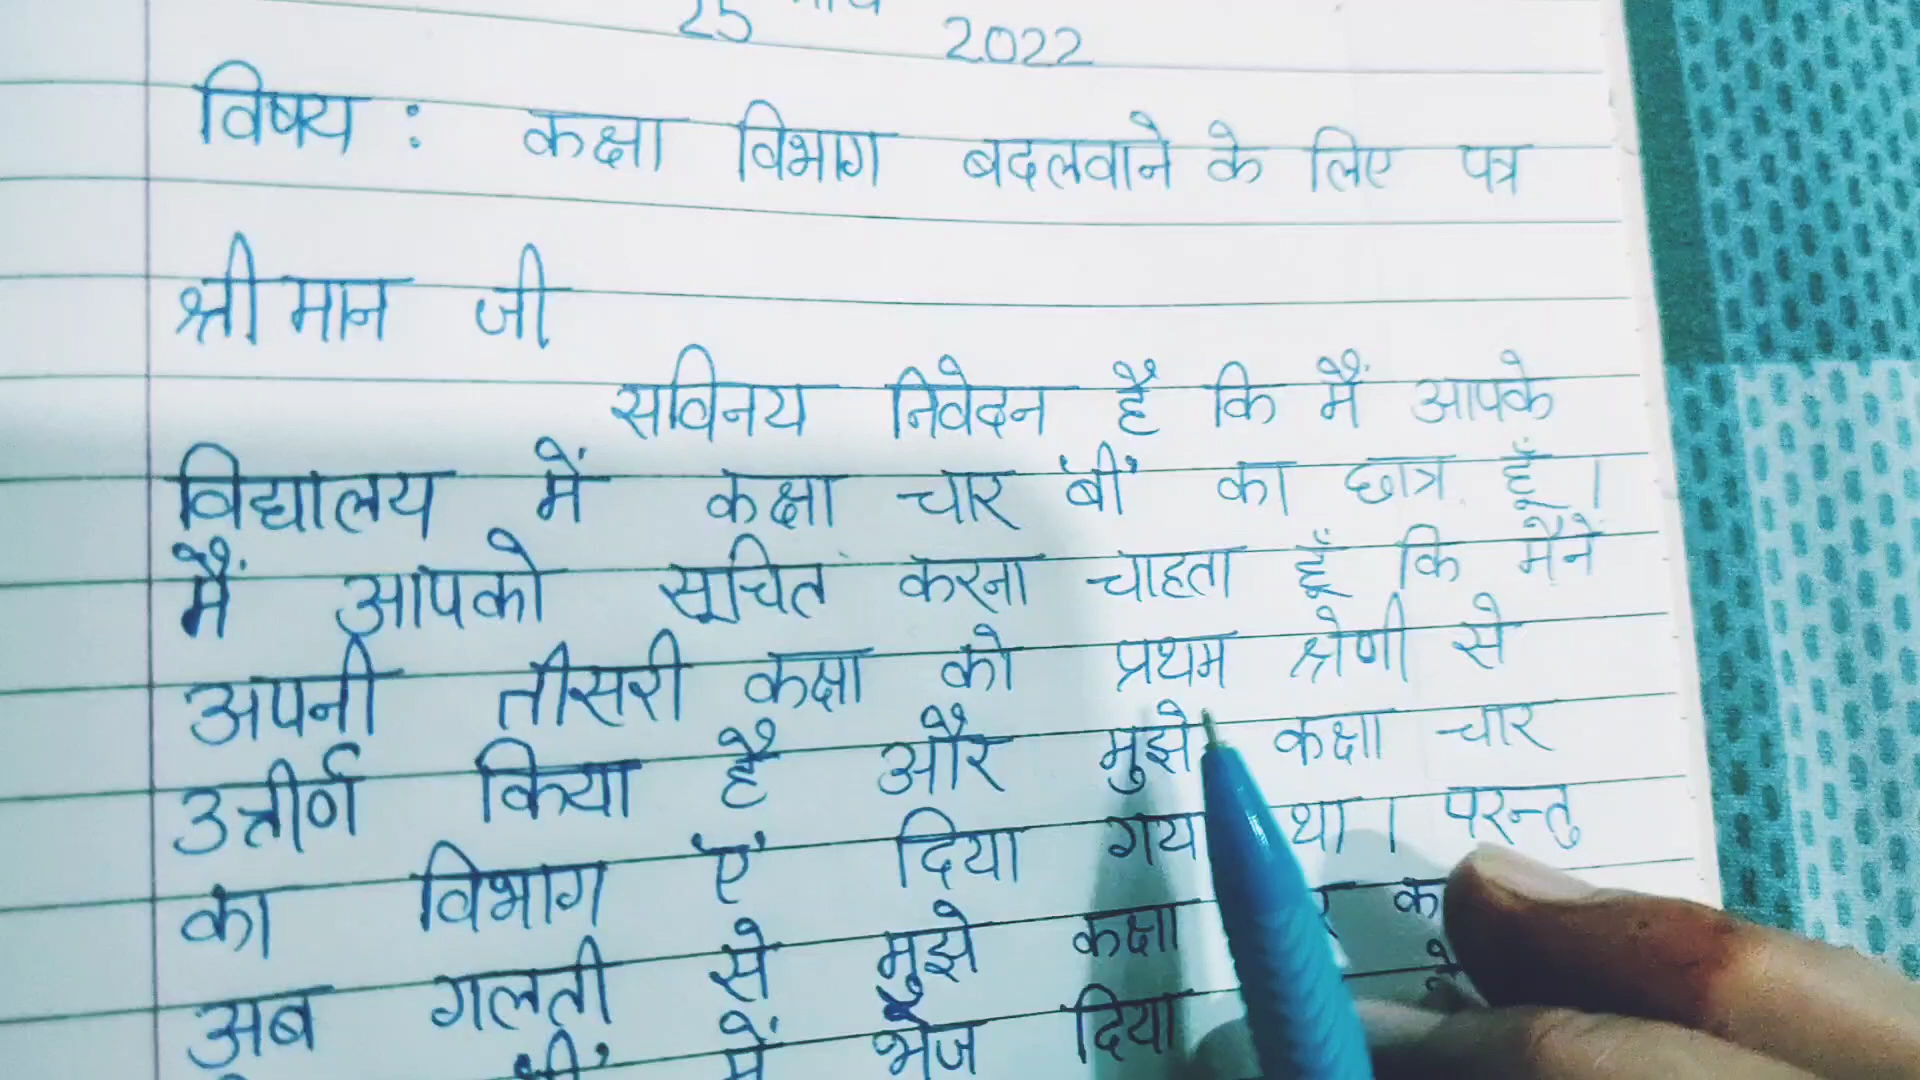 25 2022
विषय : कक्षा विभाग बदलवाने के लिए पत्र
श्रीमान जी
सविनय निवेदन है कि मैं आपके
विद्यालय में कक्षा चार 'बी' का छात्र हूँ ।
मैं आपको सूचित करना चाहता हूँ कि मैंने
अपनी तीसरी कक्षा को प्रथम श्रेणी से
उत्तीर्ण किया है और मुझे कक्षा चार
का विभाग 'ए' दिया गया था । परन्तु
अब गलती से मुझे कक्षा
में भेज दिया